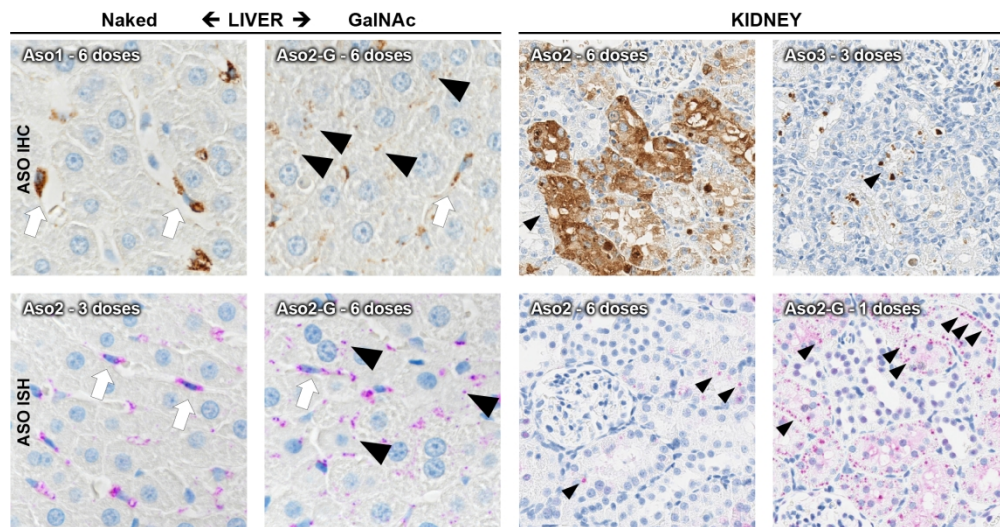 Naked ← LIVER → GalNAc KIDNEY
ASO IHC
Aso1 - 6 doses Aso2-G - 6 doses Aso2 - 6 doses Aso3 - 3 doses
ASO ISH
Aso2 - 3 doses Aso2-G - 6 doses Aso2 - 6 doses Aso2-G - 1 doses